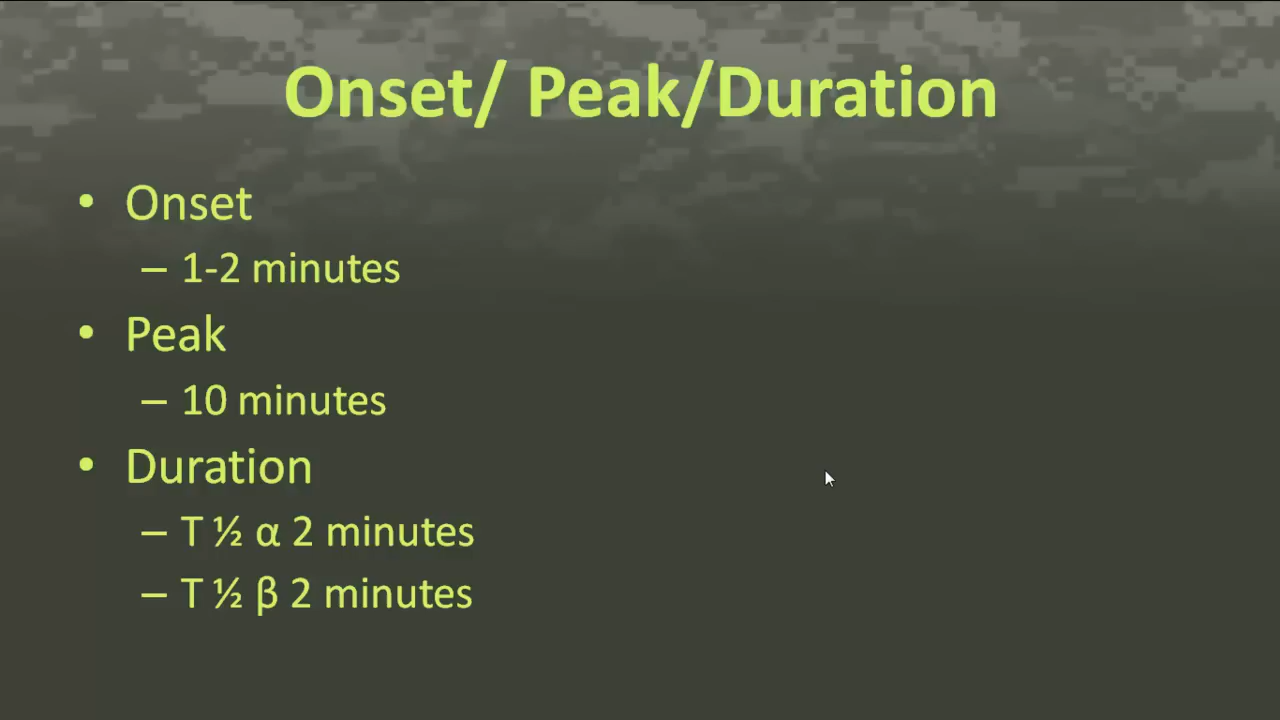 Onset/ Peak/Duration
• Onset
– 1-2 minutes
• Peak
– 10 minutes
• Duration
– T ½ α 2 minutes
– T ½ β 2 minutes